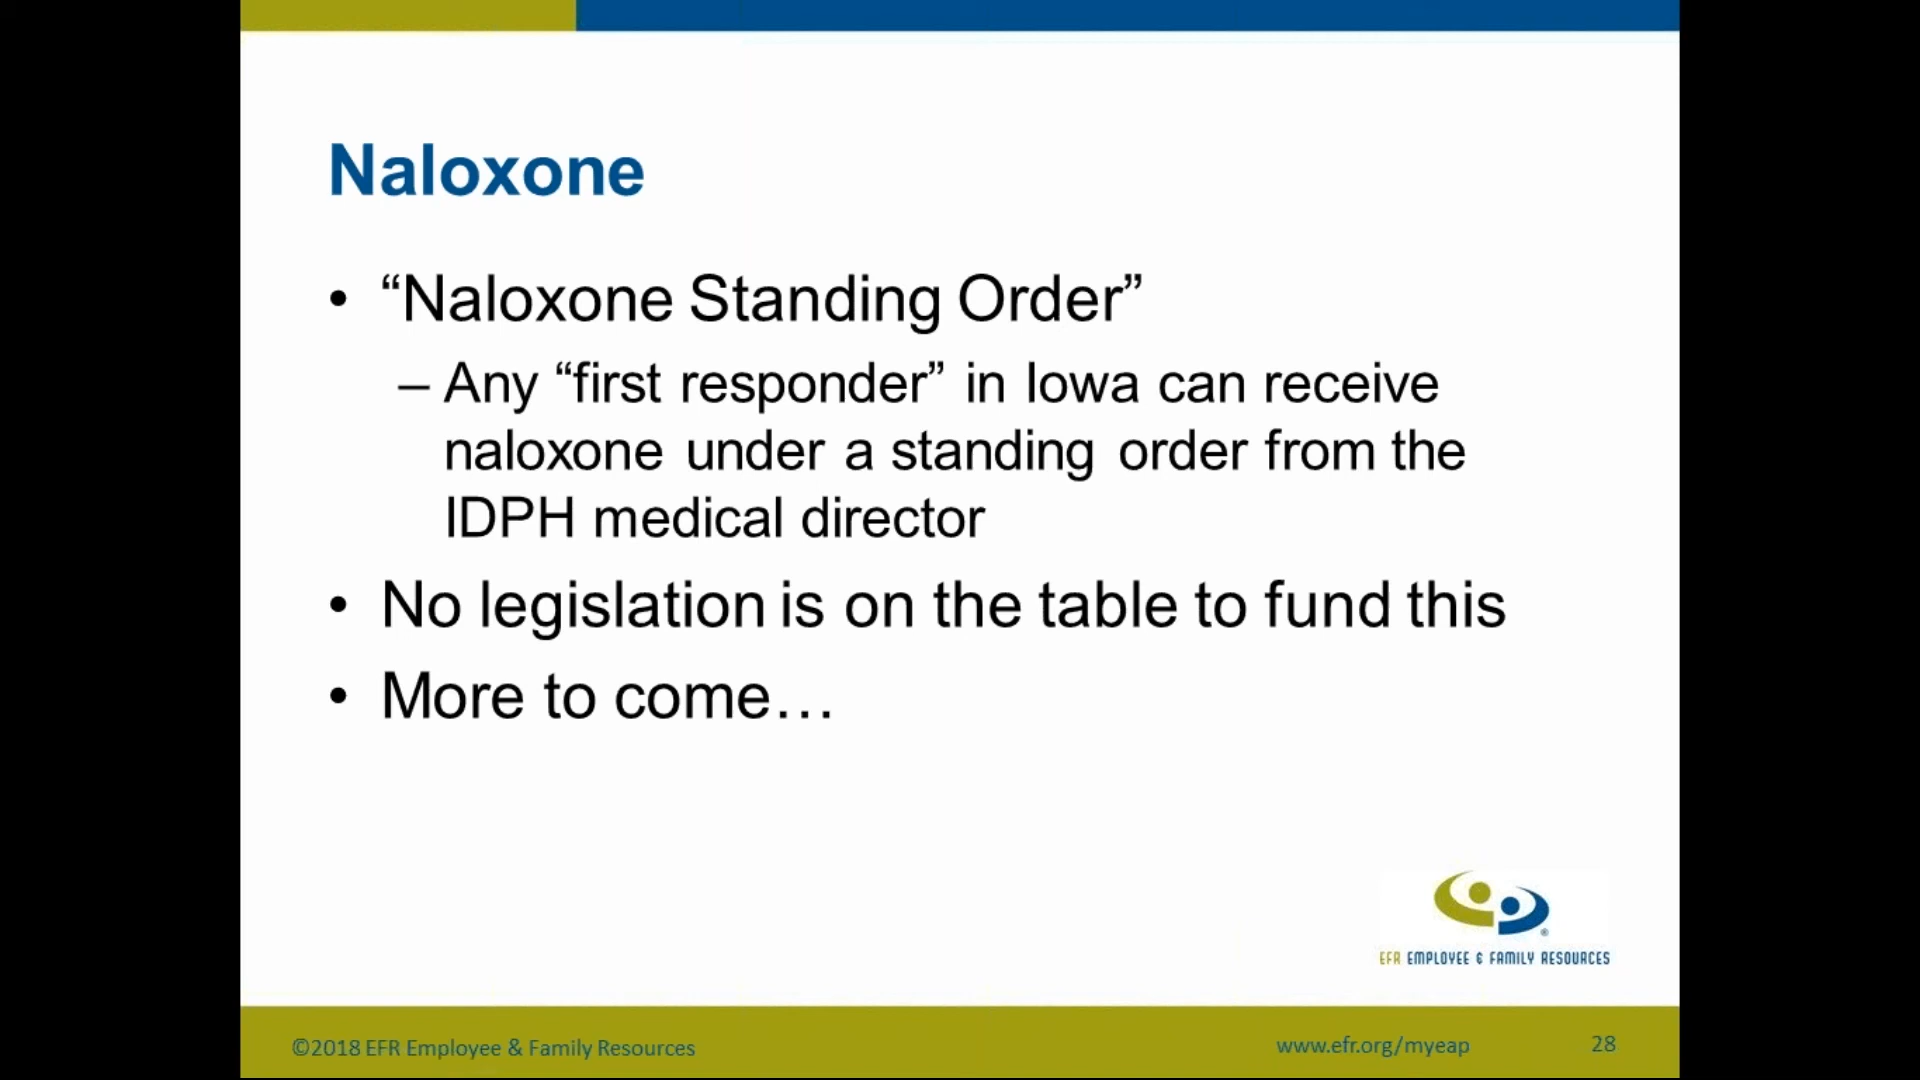 Naloxone
• “Naloxone Standing Order”
– Any “first responder” in Iowa can receive
naloxone under a standing order from the
IDPH medical director
• No legislation is on the table to fund this
• More to come…
®
EFR EMPLOYEE & FAMILY RESOURCES
©2018 EFR Employee & Family Resources
www.efr.org/myeap
28